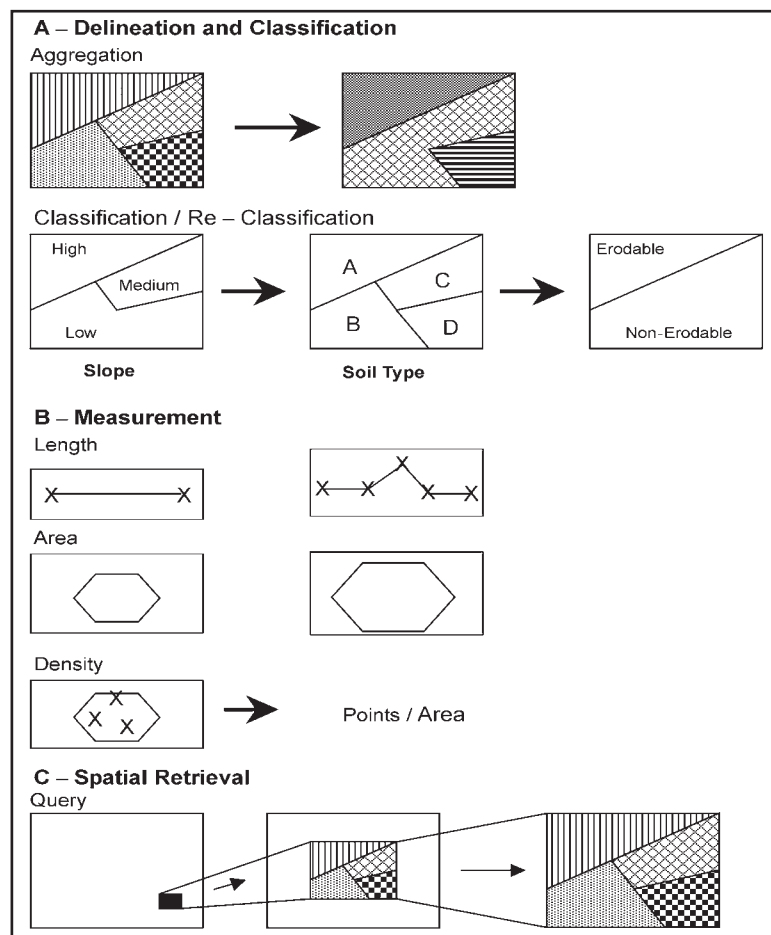 A – Delineation and Classification
Aggregation
Classification / Re – Classification
High
Medium
Low
Slope
A
C
B
D
Soil Type
Erodable
Non-Erodable
B – Measurement
Length
X X
X X X X X
Area
Density
X
X X
Points / Area
C – Spatial Retrieval
Query